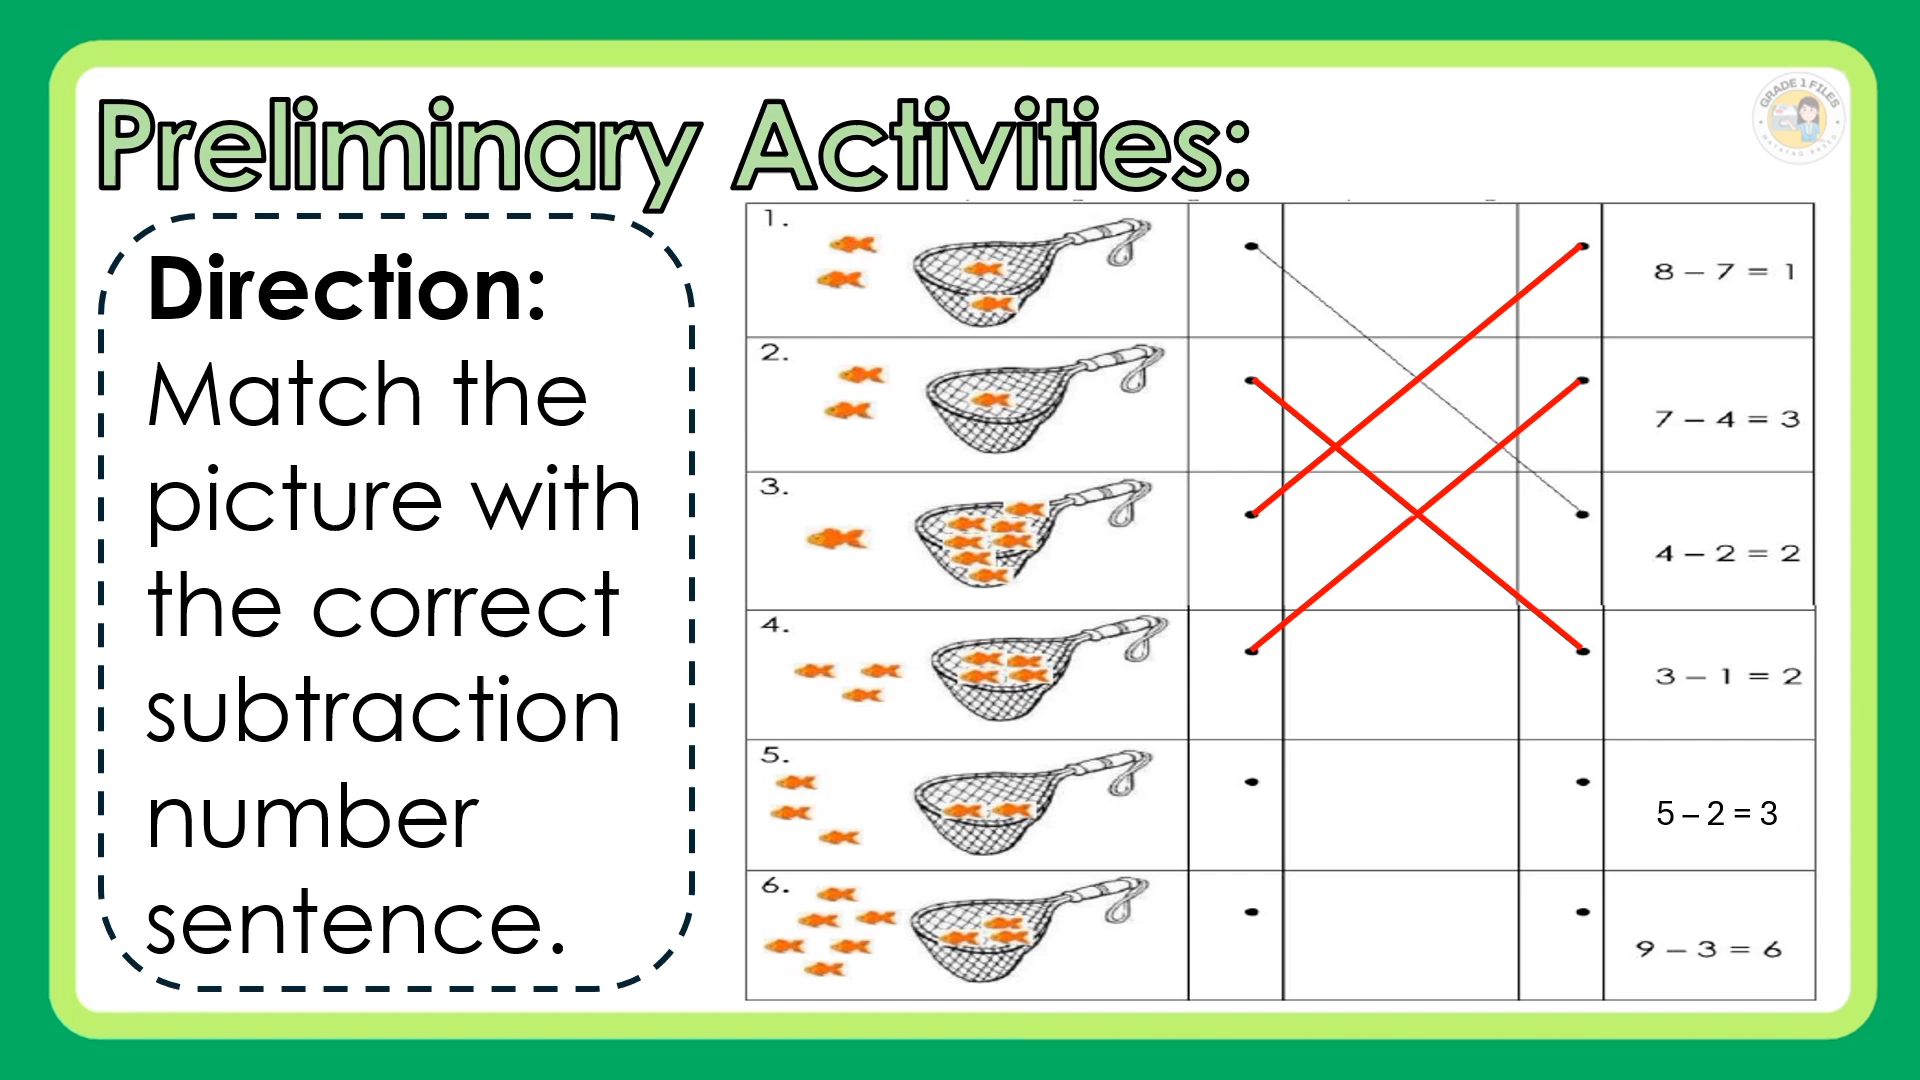 Preliminary Activities:
GRADE 1 FILES
Direction:
Match the
picture with
the correct
subtraction
number
sentence.
1.
8 – 7 = 1
2.
7 – 4 = 3
3.
4 – 2 = 2
4.
3 – 1 = 2
5.
5 – 2 = 3
6.
9 – 3 = 6